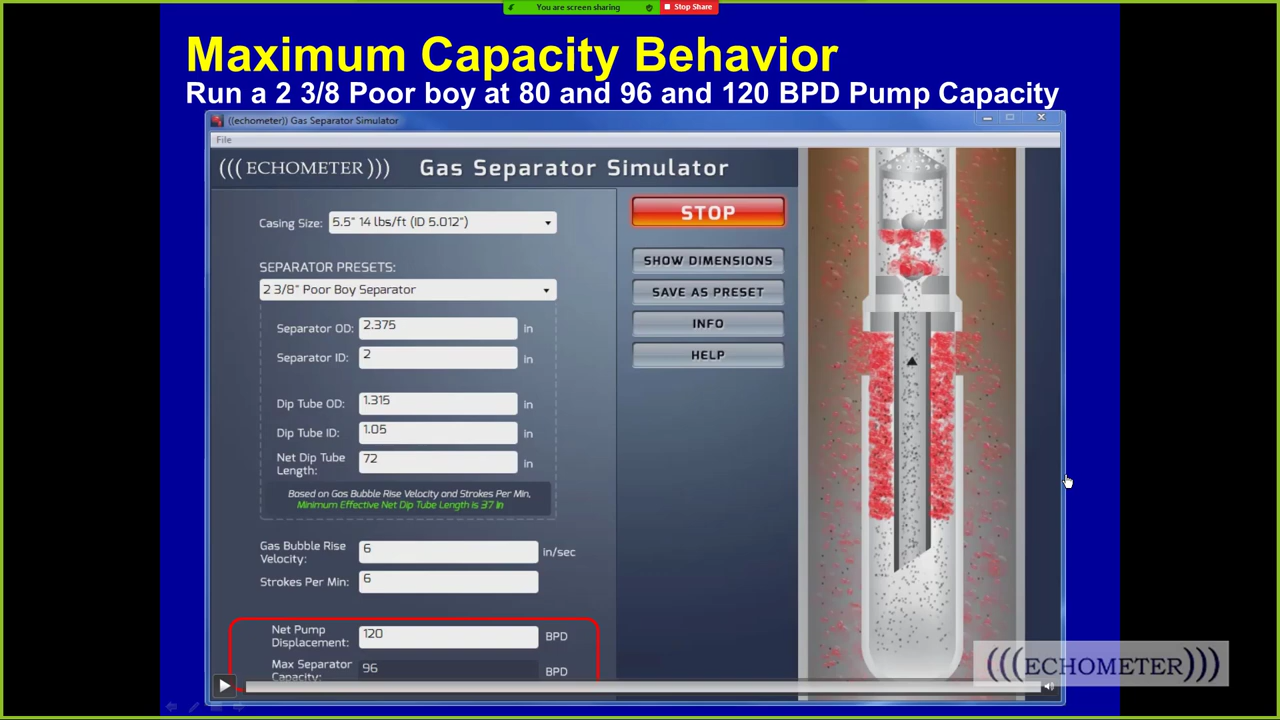 You are screen sharing
Stop Share
Maximum Capacity Behavior
Run a 2 3/8 Poor boy at 80 and 96 and 120 BPD Pump Capacity
((echometer)) Gas Separator Simulator
File
(((ECHOMETER))) Gas Separator Simulator
Casing Size: 5.5" 14 lbs/ft (ID 5.012")
SEPARATOR PRESETS:
2 3/8" Poor Boy Separator
Separator OD: 2.375 in
Separator ID: 2 in
Dip Tube OD: 1.315 in
Dip Tube ID: 1.05 in
Net Dip Tube
Length: 72 in
Based on Gas Bubble Rise Velocity and Strokes Per Min,
Minimum Effective Net Dip Tube Length is 37 in
Gas Bubble Rise
Velocity: 6 in/sec
Strokes Per Min: 6
Net Pump
Displacement: 120 BPD
Max Separator
Capacity: 96 BPD
STOP
SHOW DIMENSIONS
SAVE AS PRESET
INFO
HELP
(((ECHOMETER)))